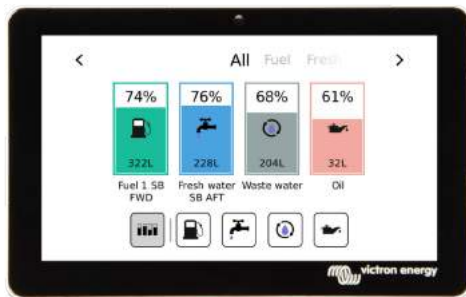 All Fuel Fresh
74% 76% 68% 61%
322L 228L 204L 32L
Fuel 1 SB Fresh water Waste water Oil
FWD SB AFT
victron energy